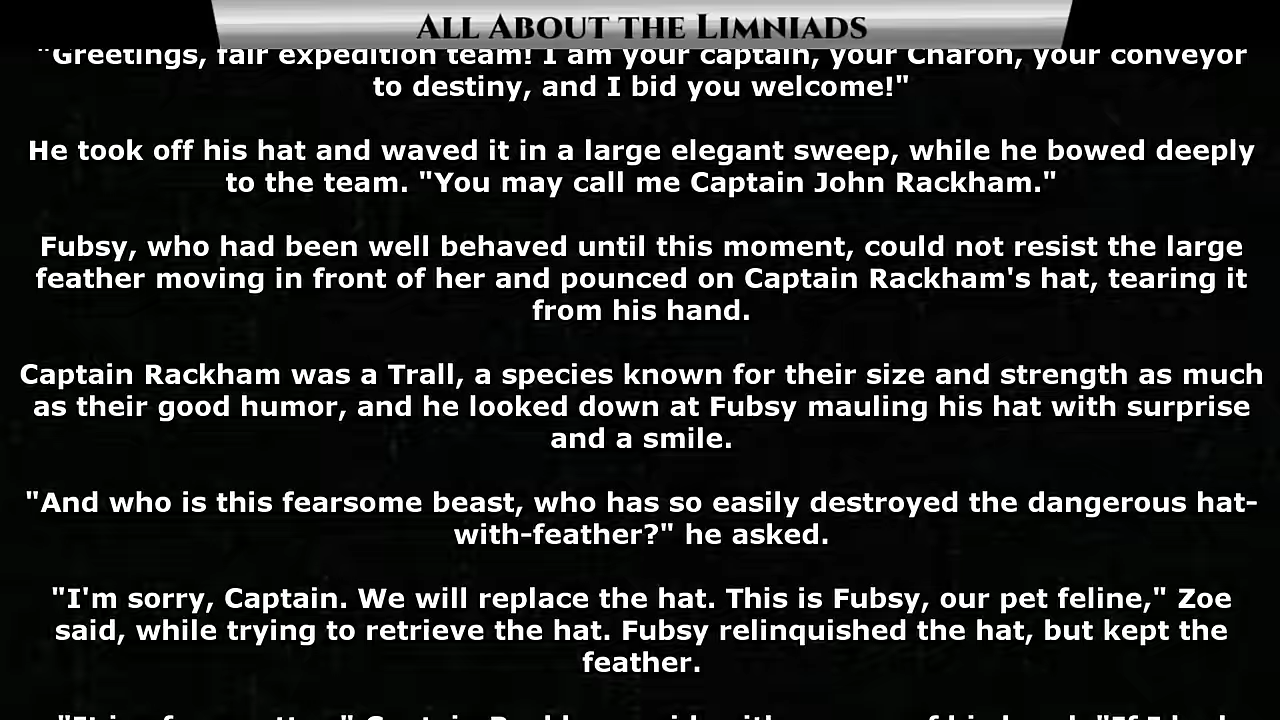 All About the Limniads
"Greetings, fair expedition team! I am your captain, your Charon, your conveyor
to destiny, and I bid you welcome!"
He took off his hat and waved it in a large elegant sweep, while he bowed deeply
to the team. "You may call me Captain John Rackham."
Fubsy, who had been well behaved until this moment, could not resist the large
feather moving in front of her and pounced on Captain Rackham's hat, tearing it
from his hand.
Captain Rackham was a Trall, a species known for their size and strength as much
as their good humor, and he looked down at Fubsy mauling his hat with surprise
and a smile.
"And who is this fearsome beast, who has so easily destroyed the dangerous hat-
with-feather?" he asked.
"I'm sorry, Captain. We will replace the hat. This is Fubsy, our pet feline," Zoe
said, while trying to retrieve the hat. Fubsy relinquished the hat, but kept the
feather.